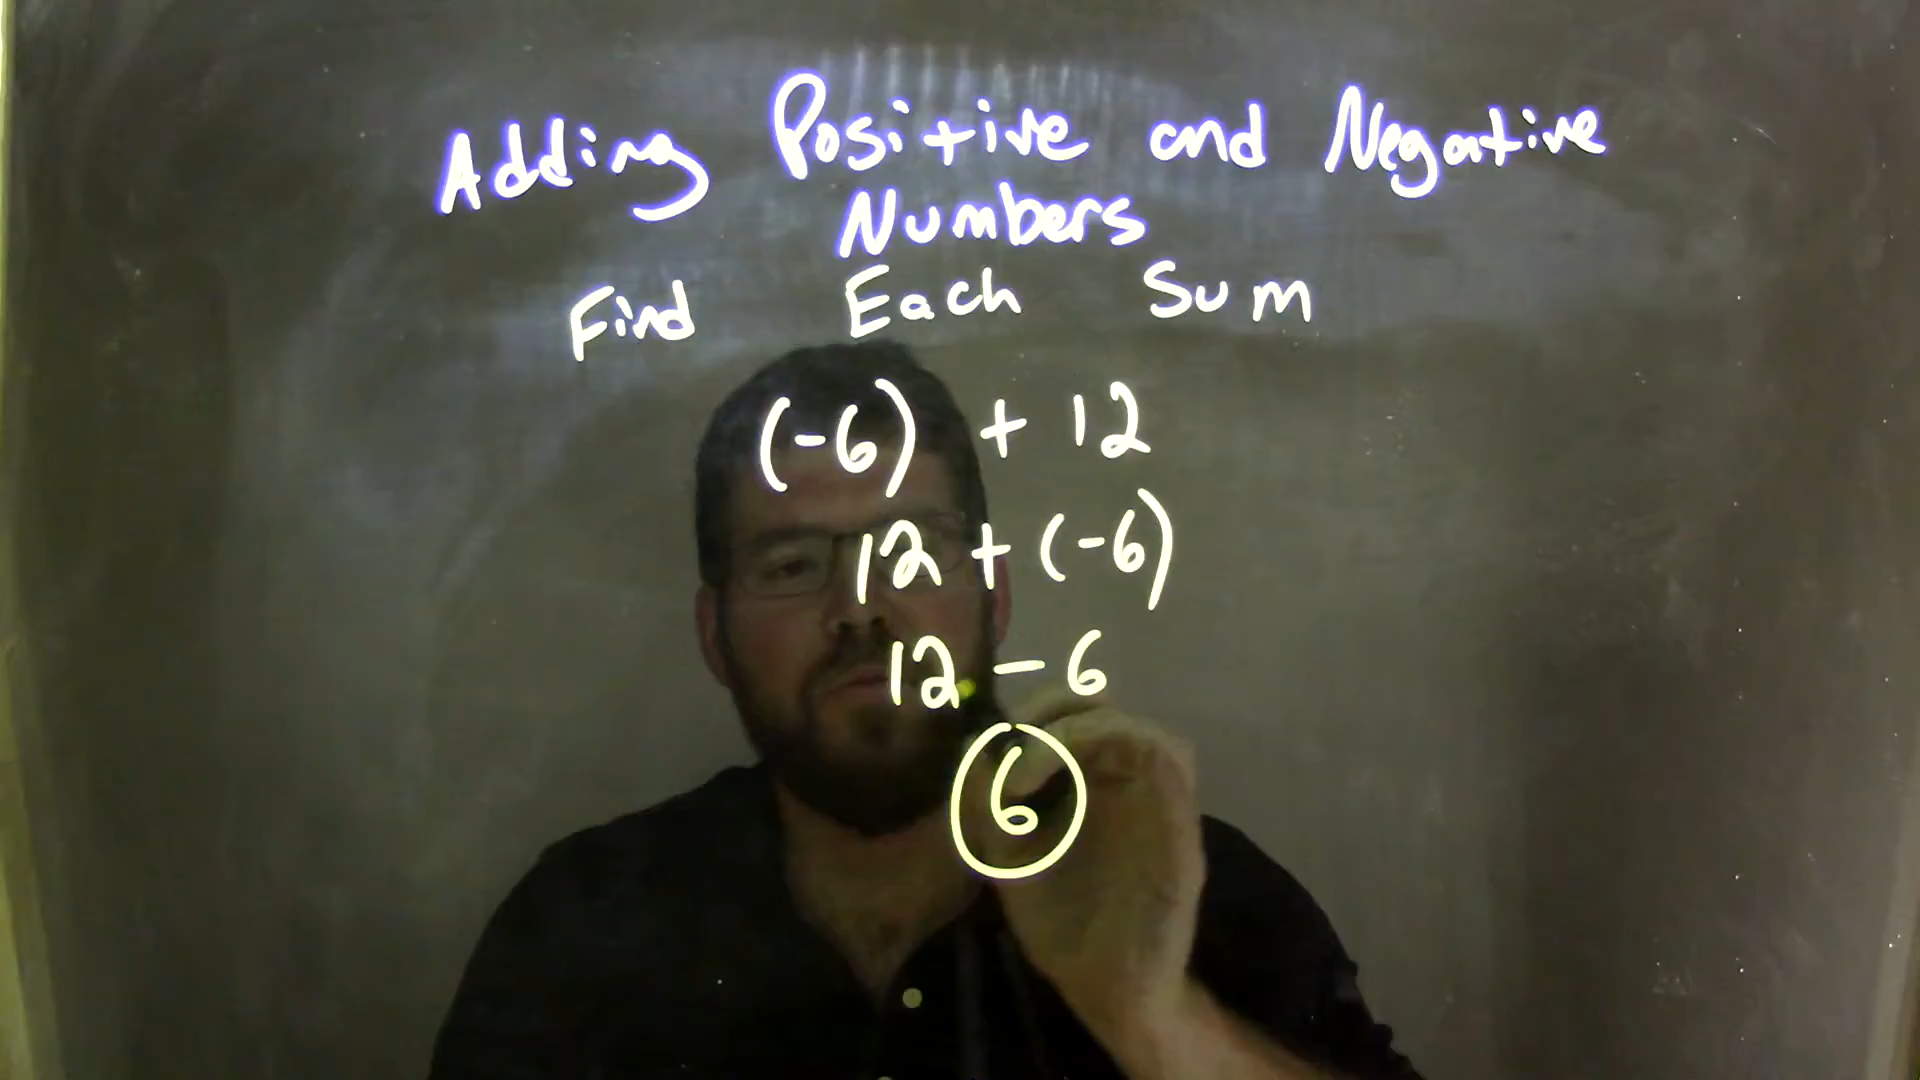 Adding Positive and Negative
Numbers
Find Each Sum
(-6) + 12
12 + (-6)
12 - 6
6